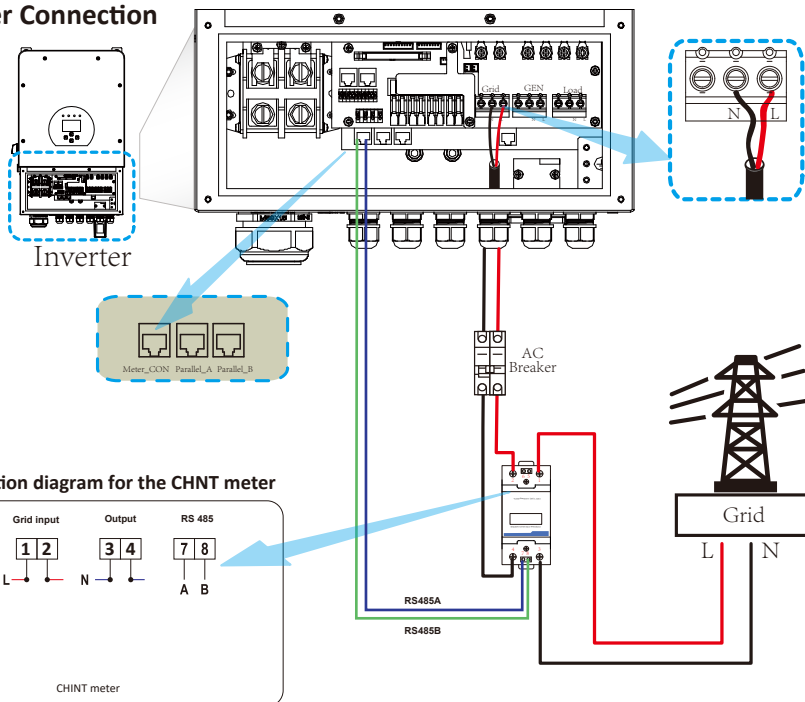 er Connection
Grid
GEN
Load
N
L
Inverter
Meter_CON
Parallel_A
Parallel_B
AC
Breaker
tion diagram for the CHNT meter
Grid input
Output
RS 485
1 2
3 4
7 8
L
N
A B
CHINT meter
RS485A
RS485B
Grid
L
N